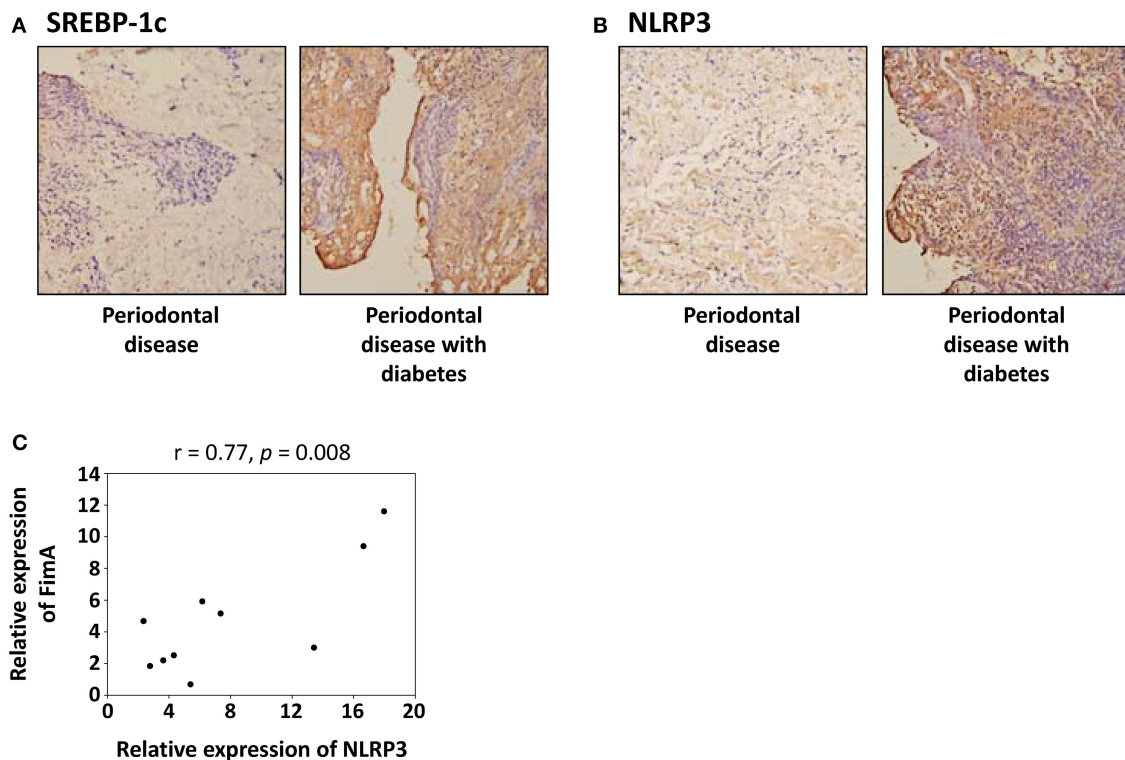 A SREBP-1c
B NLRP3
Periodontal
disease
Periodontal
disease with
diabetes
Periodontal
disease
Periodontal
disease with
diabetes
C
r = 0.77, p = 0.008
Relative expression
of FimA
14
12
10
8
6
4
2
0
0 4 8 12 16 20
Relative expression of NLRP3